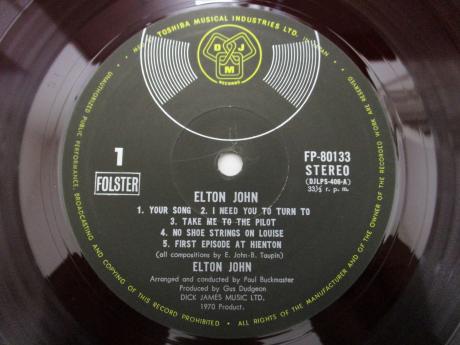 MFD. BY TOSHIBA MUSICAL INDUSTRIES LTD.
D J M
RECORDS
1
FOLSTER
FP-80133
STEREO
(DJLPS-406-A)
33⅓ r. p. m.
ELTON JOHN
1. YOUR SONG 2. I NEED YOU TO TURN TO
3. TAKE ME TO THE PILOT
4. NO SHOE STRINGS ON LOUISE
5. FIRST EPISODE AT HIENTON
(all compositions by E. John-B. Taupin)
ELTON JOHN
Arranged and conducted by Paul Buckmaster
Produced by Gus Dudgeon
DICK JAMES MUSIC LTD.
1970 Product.
UNAUTHORIZED PUBLIC PERFORMANCE, BROADCASTING AND COPYING OF THIS RECORD PROHIBITED • ALL RIGHTS OF THE MANUFACTURER AND OF THE OWNER OF THE RECORDED WORK ARE RESERVED.